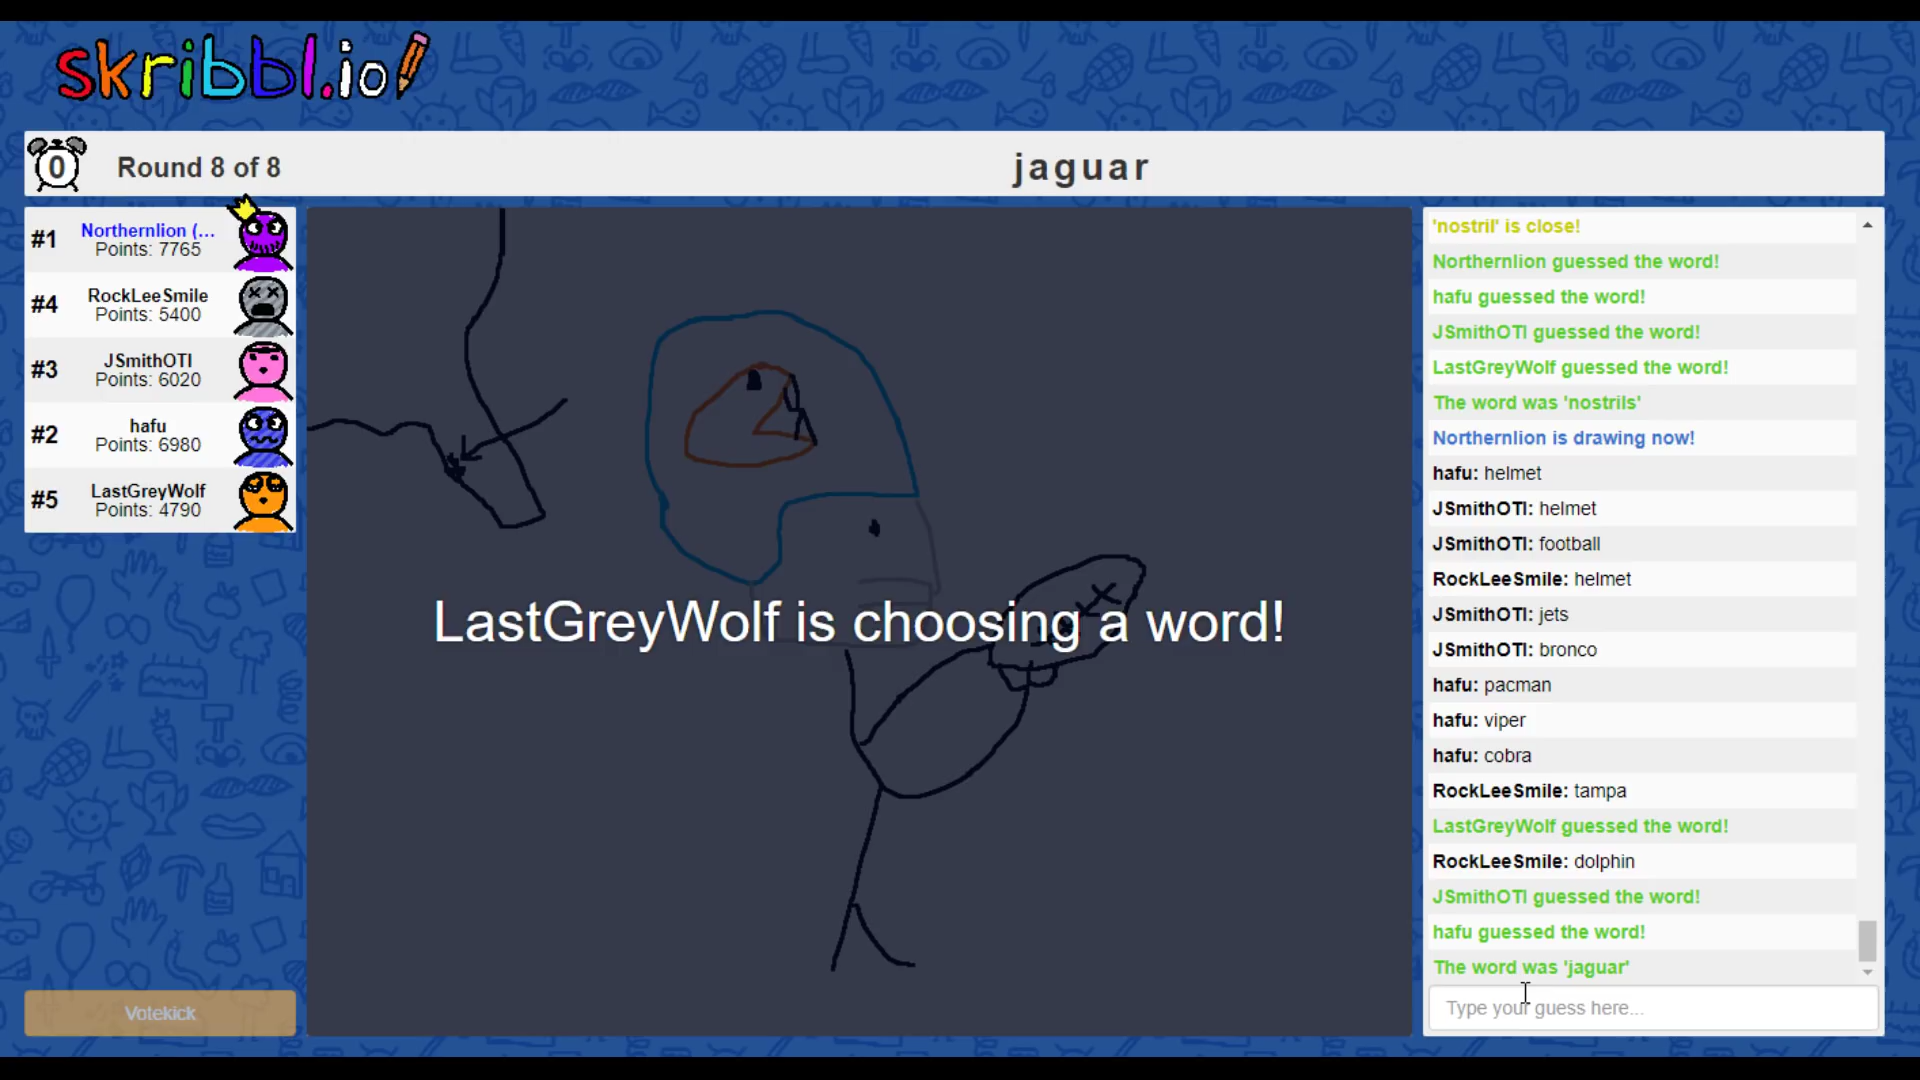 skribbl.io
0
Round 8 of 8
jaguar
#1
Northernlion (...
Points: 7765
#4
RockLeeSmile
Points: 5400
#3
JSmithOTI
Points: 6020
#2
hafu
Points: 6980
#5
LastGreyWolf
Points: 4790
Votekick
LastGreyWolf is choosing a word!
'nostril' is close!
Northernlion guessed the word!
hafu guessed the word!
JSmithOTI guessed the word!
LastGreyWolf guessed the word!
The word was 'nostrils'
Northernlion is drawing now!
hafu: helmet
JSmithOTI: helmet
JSmithOTI: football
RockLeeSmile: helmet
JSmithOTI: jets
JSmithOTI: bronco
hafu: pacman
hafu: viper
hafu: cobra
RockLeeSmile: tampa
LastGreyWolf guessed the word!
RockLeeSmile: dolphin
JSmithOTI guessed the word!
hafu guessed the word!
The word was 'jaguar'
Type your guess here...